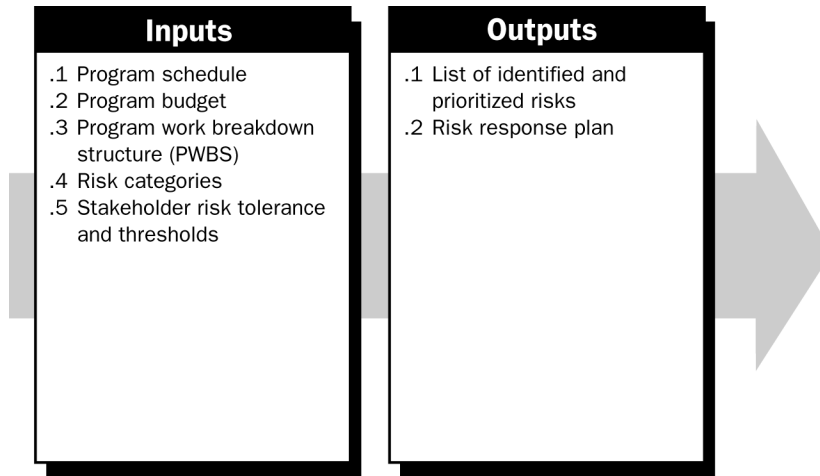 Inputs
.1 Program schedule
.2 Program budget
.3 Program work breakdown
structure (PWBS)
.4 Risk categories
.5 Stakeholder risk tolerance
and thresholds
Outputs
.1 List of identified and
prioritized risks
.2 Risk response plan